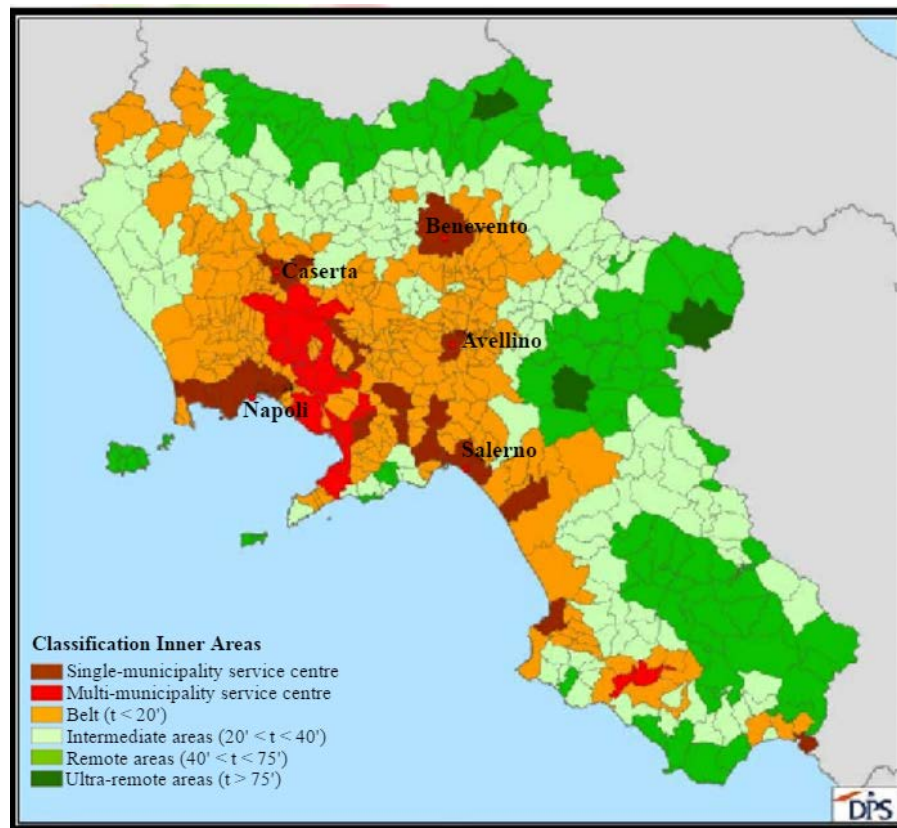 Benevento
Caserta
Avellino
Napoli
Salerno
Classification Inner Areas
Single-municipality service centre
Multi-municipality service centre
Belt (t < 20')
Intermediate areas (20' < t < 40')
Remote areas (40' < t < 75')
Ultra-remote areas (t > 75')
DPS